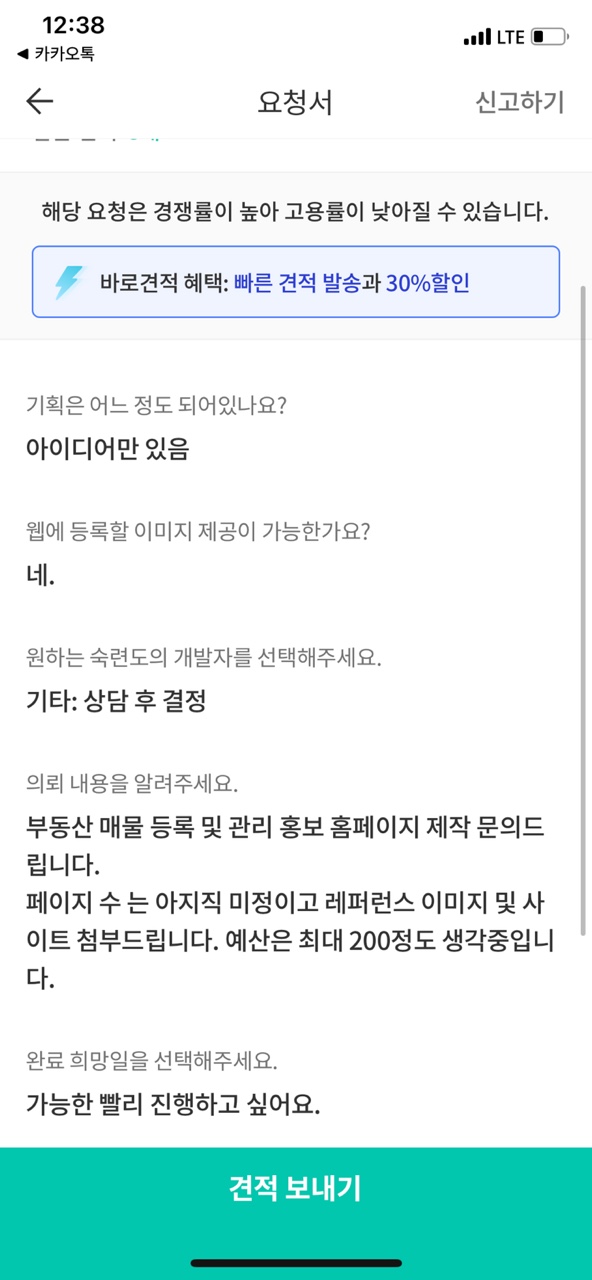 12:38
LTE
◀ 카카오톡
요청서
신고하기
해당 요청은 경쟁률이 높아 고용률이 낮아질 수 있습니다.
바로견적 혜택: 빠른 견적 발송과 30%할인
기획은 어느 정도 되어있나요?
아이디어만 있음
웹에 등록할 이미지 제공이 가능한가요?
네.
원하는 숙련도의 개발자를 선택해주세요.
기타: 상담 후 결정
의뢰 내용을 알려주세요.
부동산 매물 등록 및 관리 홍보 홈페이지 제작 문의드
립니다.
페이지 수 는 아지직 미정이고 레퍼런스 이미지 및 사
이트 첨부드립니다. 예산은 최대 200정도 생각중입니
다.
완료 희망일을 선택해주세요.
가능한 빨리 진행하고 싶어요.
견적 보내기